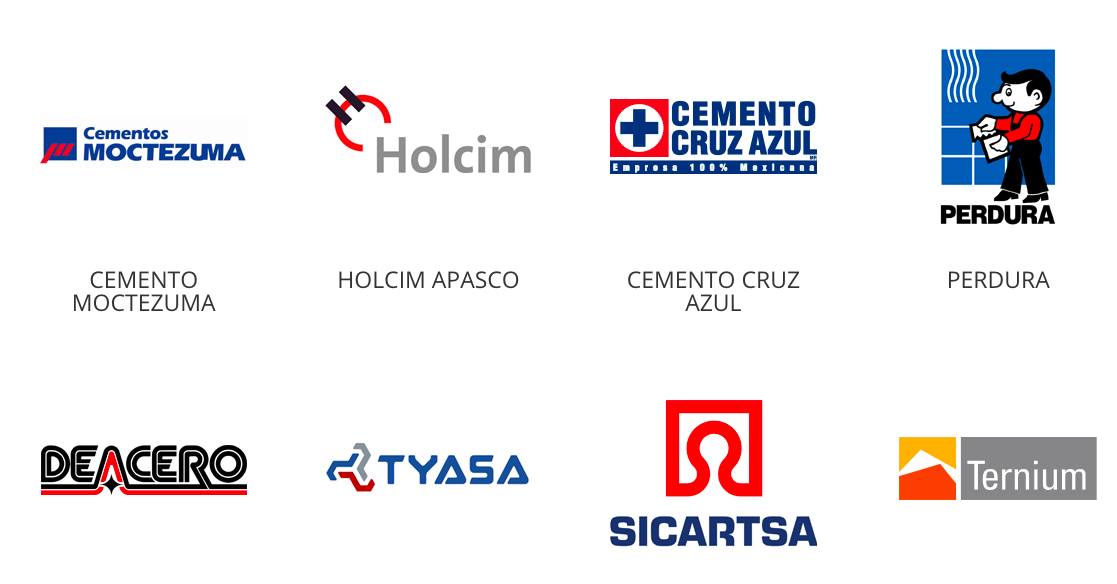 Cementos
MOCTEZUMA
Holcim
CEMENTO
CRUZ AZUL
MR
Empresa 100% Mexicana
PERDURA
CEMENTO
MOCTEZUMA
HOLCIM APASCO
CEMENTO CRUZ
AZUL
PERDURA
DEACERO
TYASA
SICARTSA
Ternium